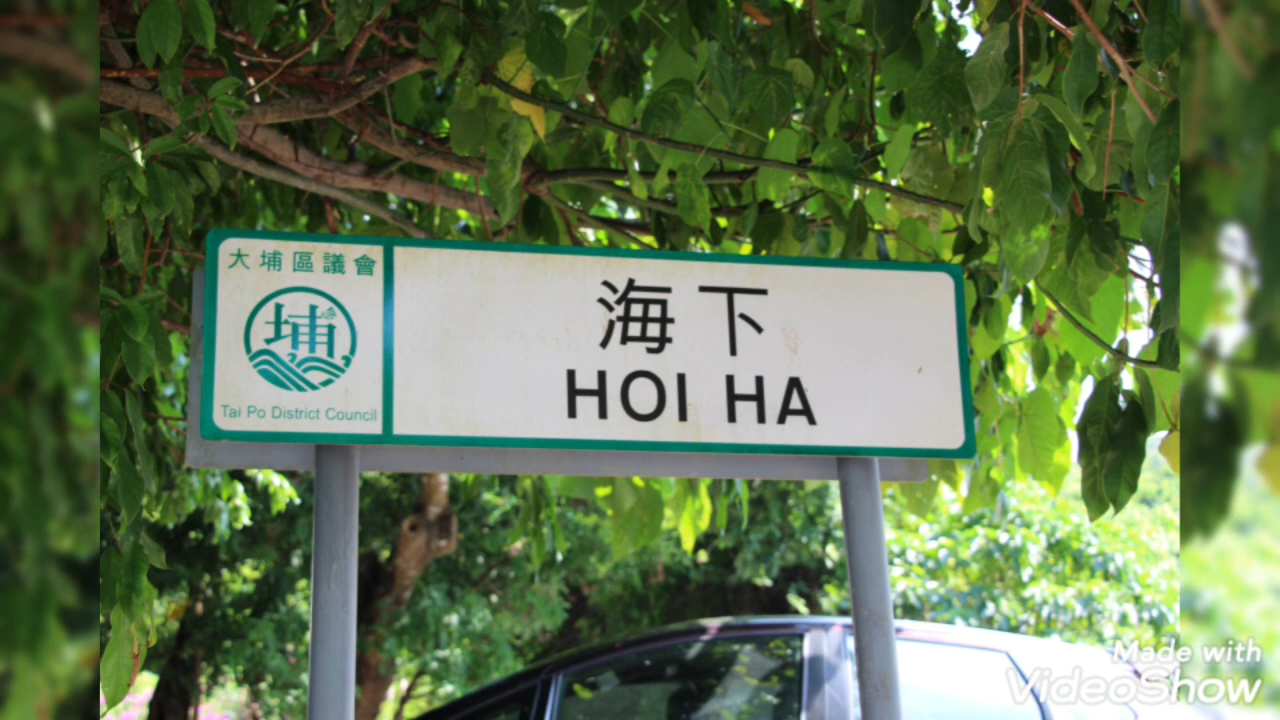 大埔區議會
埔
Tai Po District Council
海下
HOI HA
Made with
VideoShow